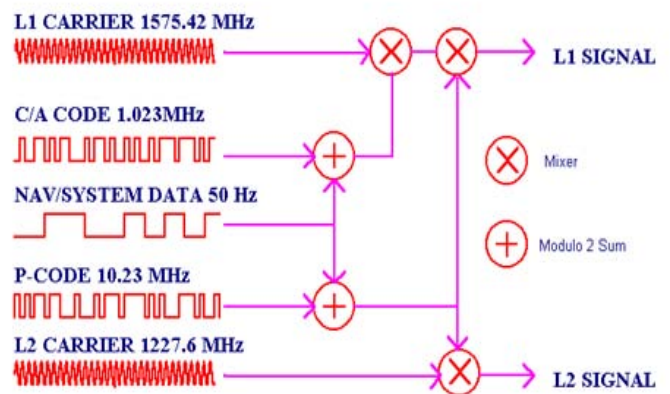 L1 CARRIER 1575.42 MHz
L1 SIGNAL
C/A CODE 1.023MHz
Mixer
NAV/SYSTEM DATA 50 Hz
Modulo 2 Sum
P-CODE 10.23 MHz
L2 CARRIER 1227.6 MHz
L2 SIGNAL